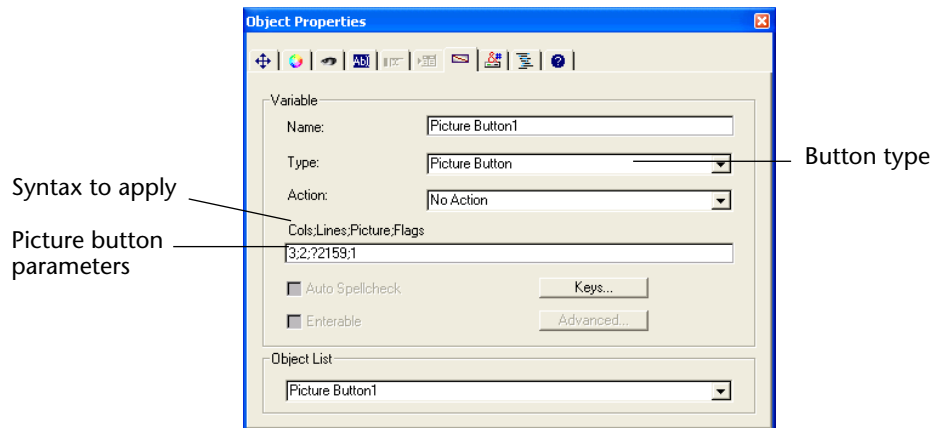 Object Properties
Variable
Name: Picture Button1
Type: Picture Button
Button type
Action: No Action
Syntax to apply
Cols;Lines;Picture;Flags
Picture button
parameters
3;2;?2159;1
Auto Spellcheck Keys...
Enterable Advanced...
Object List
Picture Button1